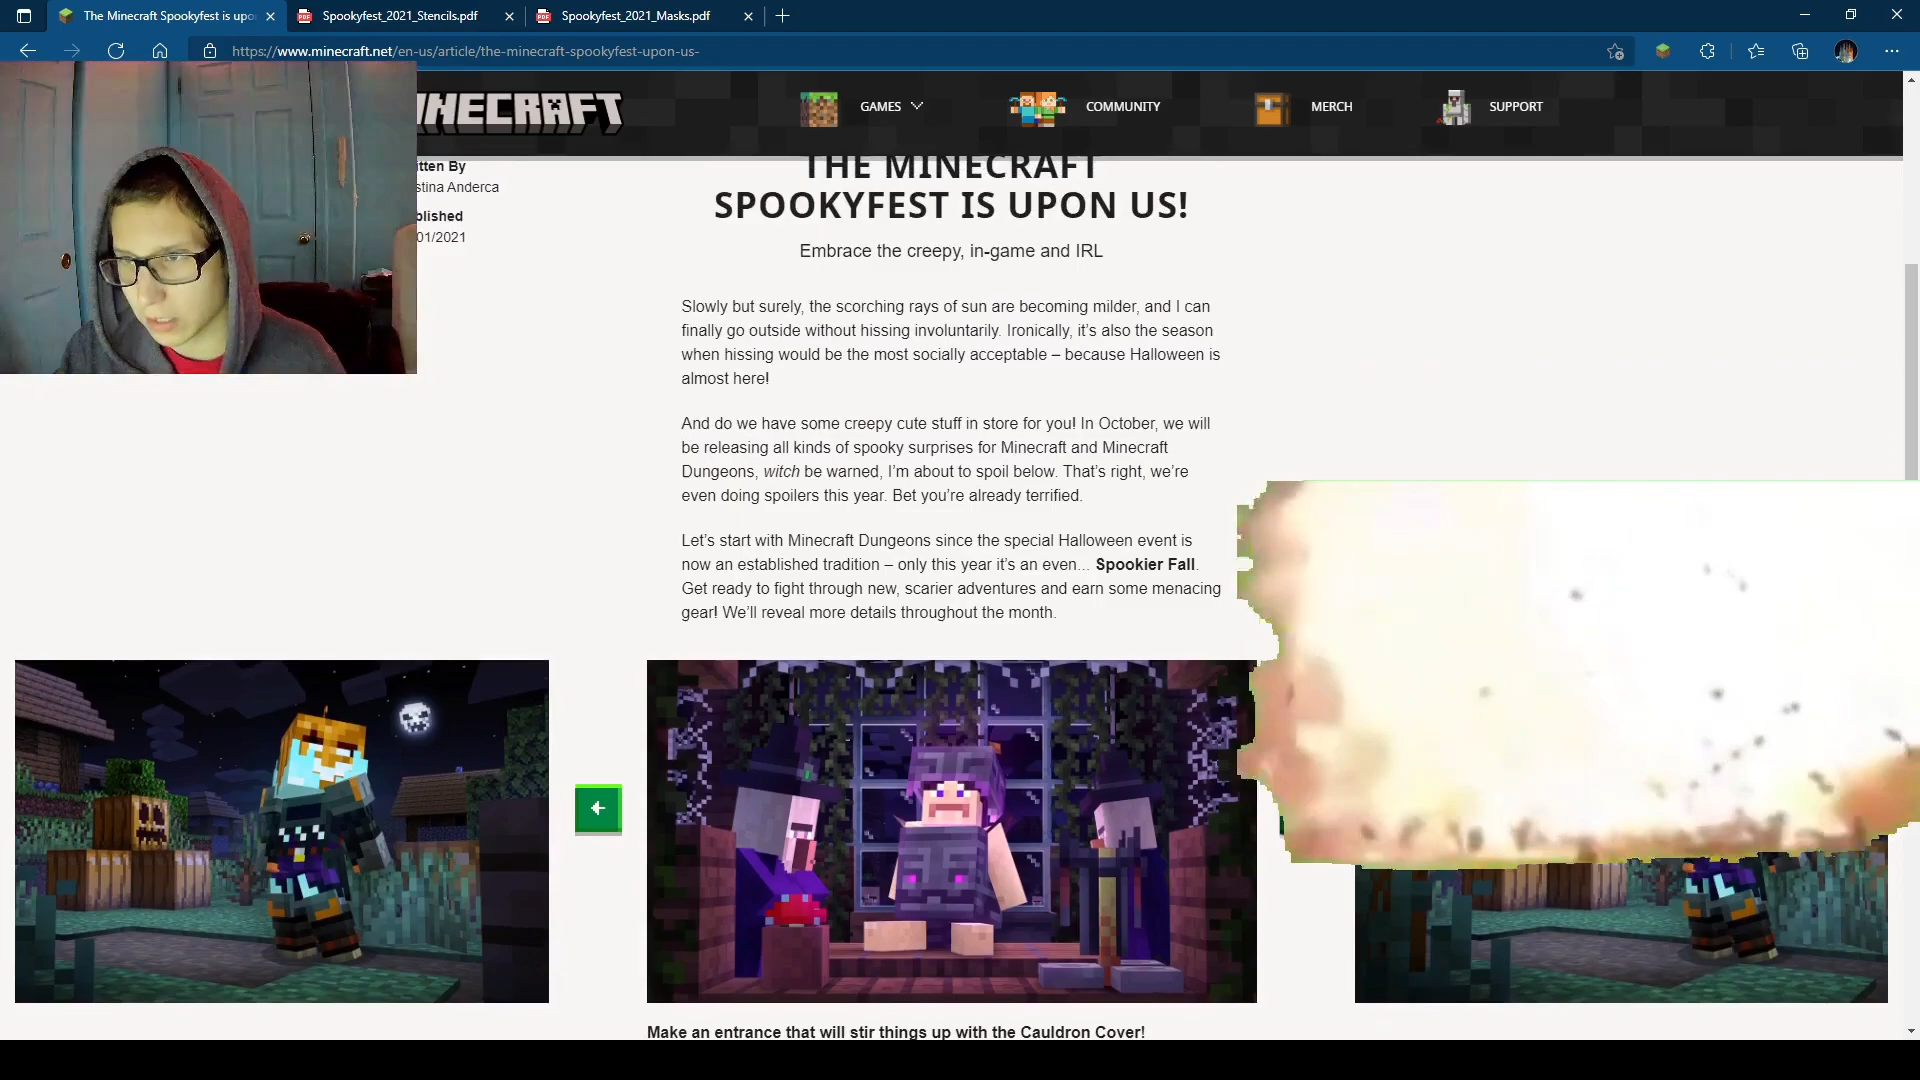 The Minecraft Spookyfest is upo
Spookyfest_2021_Stencils.pdf
Spookyfest_2021_Masks.pdf
https://www.minecraft.net/en-us/article/the-minecraft-spookyfest-upon-us-
INECRAFT
GAMES
COMMUNITY
MERCH
SUPPORT
itten By
stina Anderca
blished
01/2021
THE MINECRAFT
SPOOKYFEST IS UPON US!
Embrace the creepy, in-game and IRL
Slowly but surely, the scorching rays of sun are becoming milder, and I can
finally go outside without hissing involuntarily. Ironically, it’s also the season
when hissing would be the most socially acceptable – because Halloween is
almost here!
And do we have some creepy cute stuff in store for you! In October, we will
be releasing all kinds of spooky surprises for Minecraft and Minecraft
Dungeons, witch be warned, I’m about to spoil below. That’s right, we’re
even doing spoilers this year. Bet you’re already terrified.
Let’s start with Minecraft Dungeons since the special Halloween event is
now an established tradition – only this year it’s an even... Spookier Fall.
Get ready to fight through new, scarier adventures and earn some menacing
gear! We’ll reveal more details throughout the month.
Make an entrance that will stir things up with the Cauldron Cover!